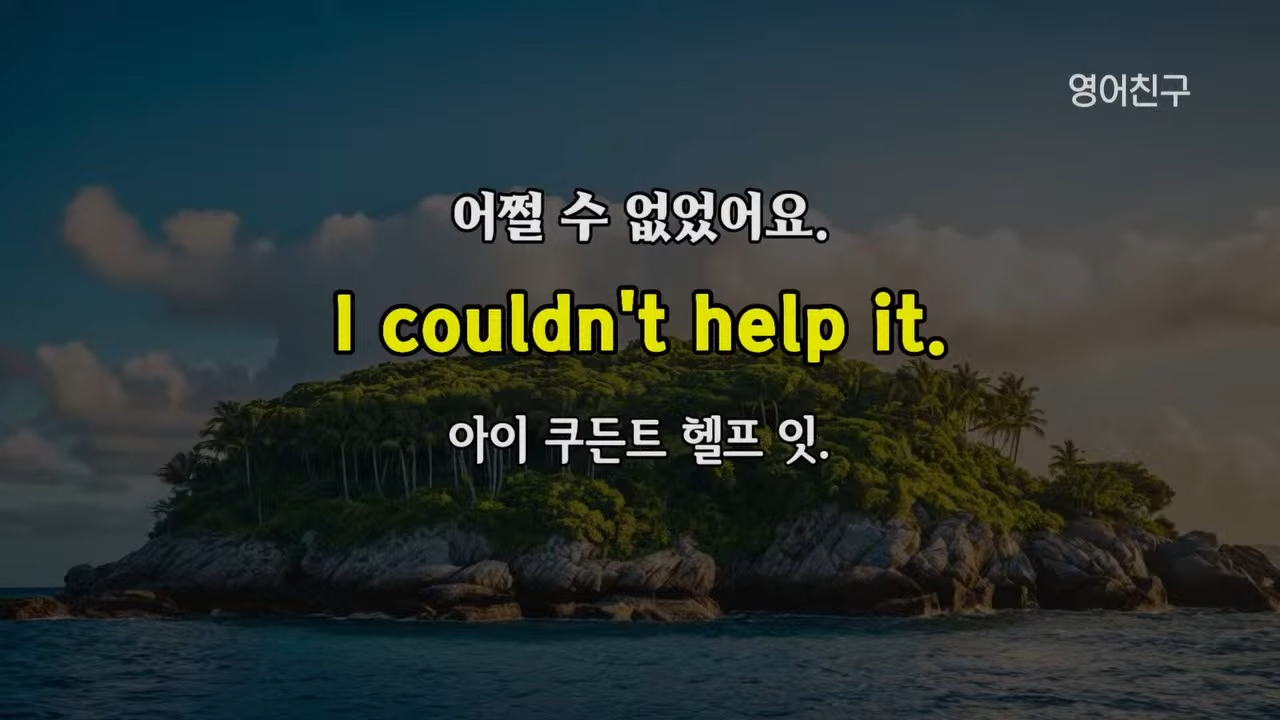 영어친구
어쩔 수 없었어요.
I couldn't help it.
아이 쿠든트 헬프 잇.